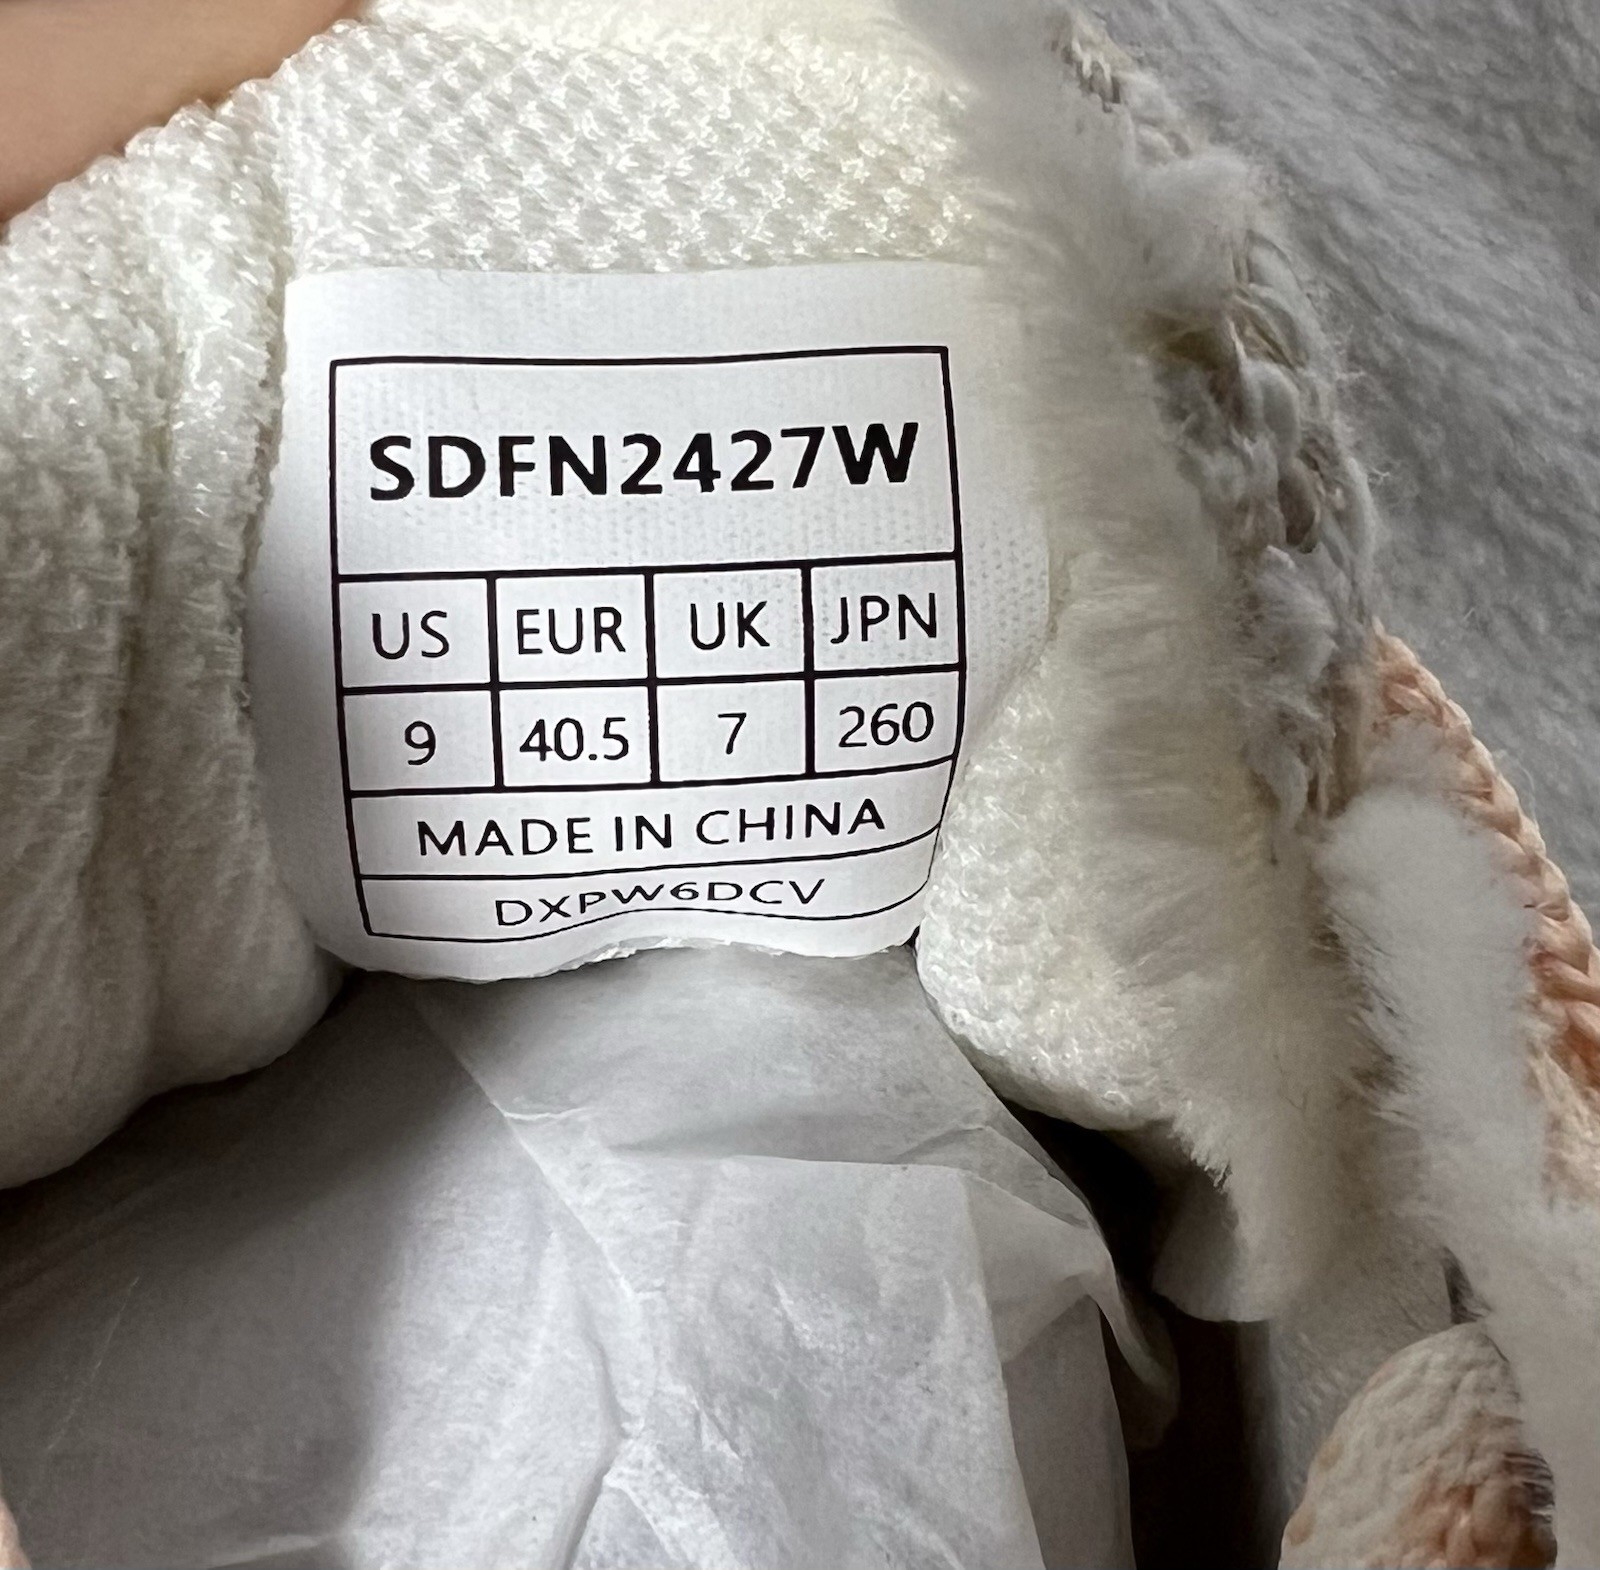 SDFN2427W
US EUR UK JPN
9 40.5 7 260
MADE IN CHINA
DXPW6DCV